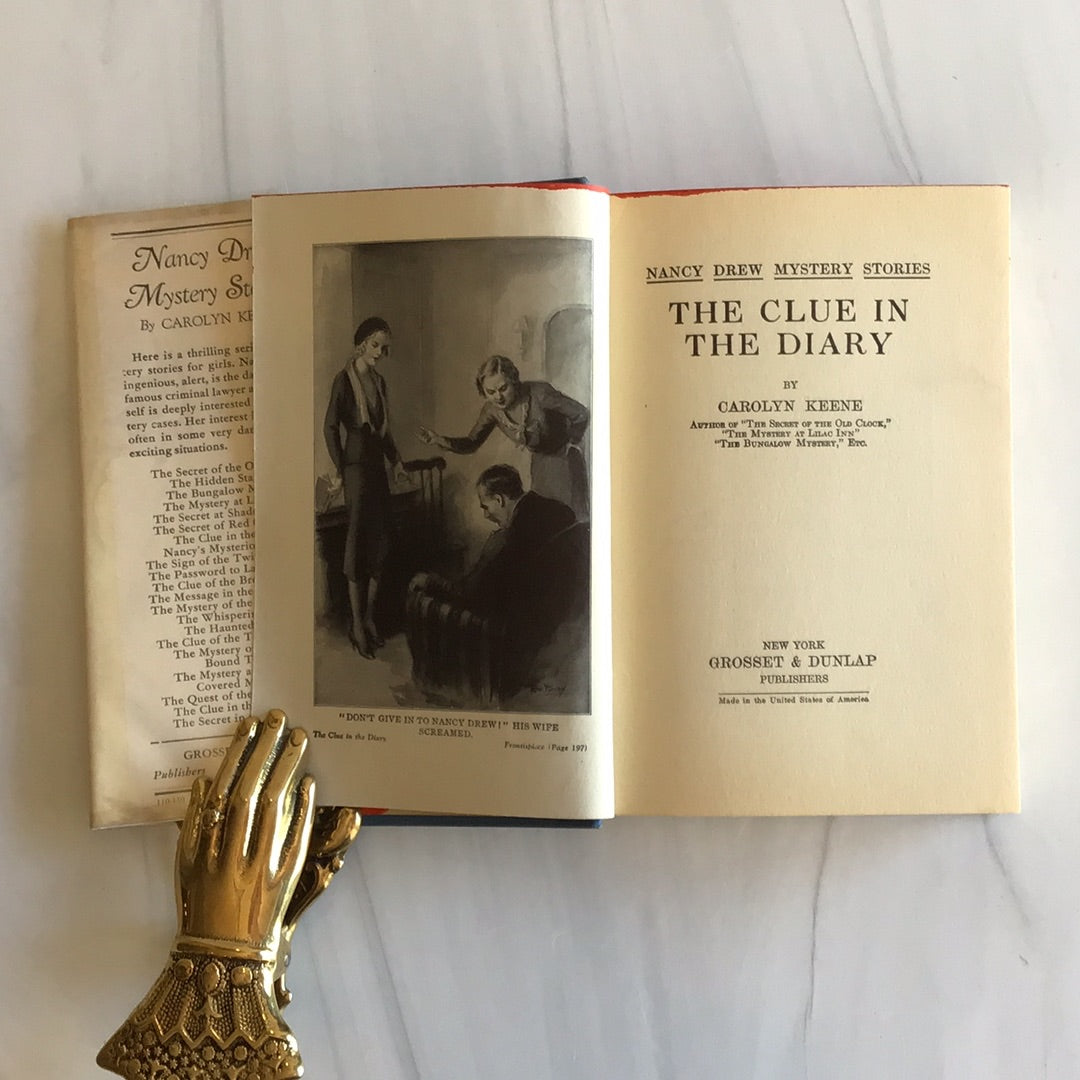 Nancy Dr
Mystery St
By CAROLYN KE
Here is a thrilling seri
tery stories for girls. Na
ingenious, alert, is the da
famous criminal lawyer a
self is deeply interested
tery cases. Her interest
often in some very da
exciting situations.
The Secret of the O
The Hidden Sta
The Bungalow M
The Mystery at L
The Secret at Shad
The Secret of Red
The Clue in the
Nancy's Mysterio
The Sign of the Twi
The Password to La
The Clue of the Br
The Message in the
The Mystery of the
The Whisperi
The Haunted
The Clue of the T
The Mystery o
Bound T
The Mystery a
Covered M
The Quest of the
The Clue in th
The Secret in
GROSS
Publishers
"DON'T GIVE IN TO NANCY DREW!" HIS WIFE
SCREAMED.
The Clue in the Diary.
Frontispiece (Page 197)
NANCY DREW MYSTERY STORIES
THE CLUE IN
THE DIARY
BY
CAROLYN KEENE
AUTHOR OF "THE SECRET OF THE OLD CLOCK,"
"THE MYSTERY AT LILAC INN"
"THE BUNGALOW MYSTERY," ETC.
NEW YORK
GROSSET & DUNLAP
PUBLISHERS
Made in the United States of America